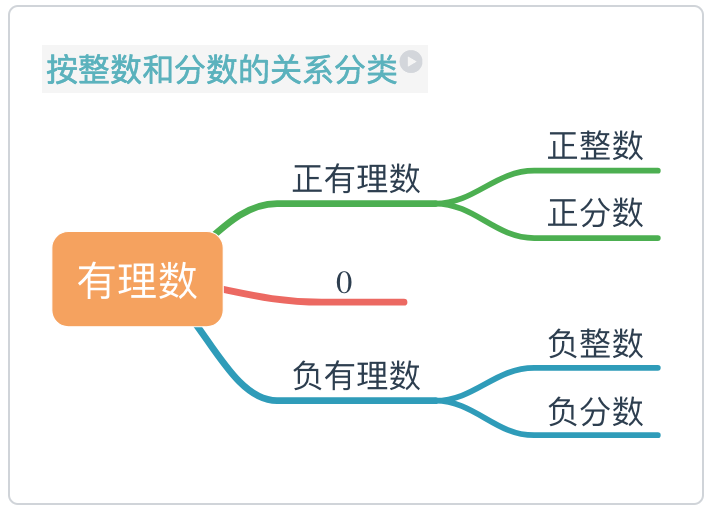 按整数和分数的关系分类
正整数
正有理数
正分数
有理数
0
负整数
负有理数
负分数